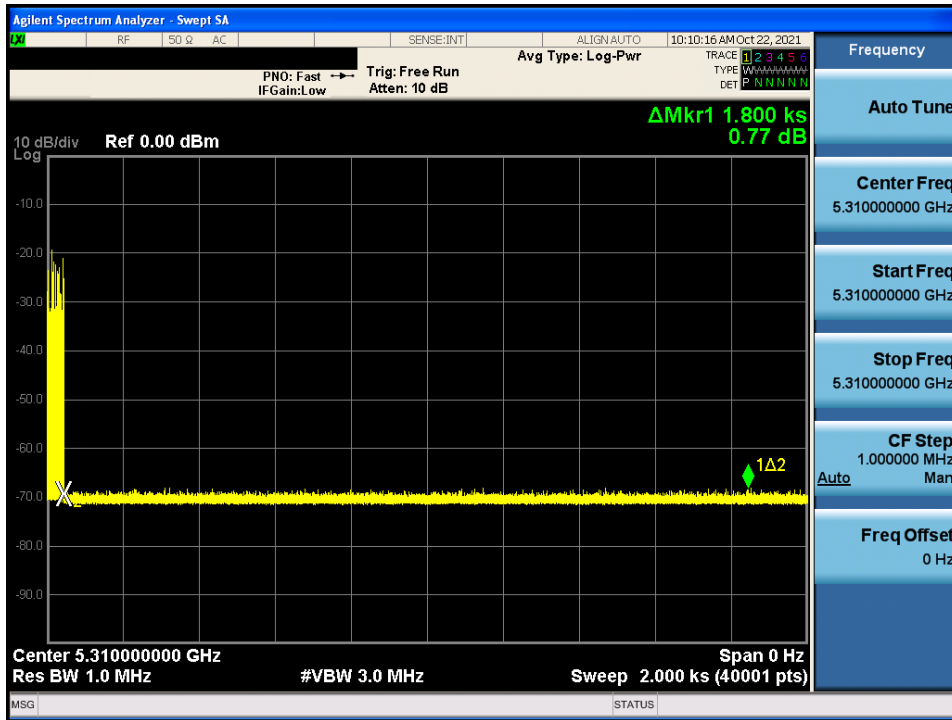 Agilent Spectrum Analyzer - Swept SA
LXI RF 50 Ω AC SENSE:INT ALIGN AUTO 10:10:16 AM Oct 22, 2021
Frequency
Avg Type: Log-Pwr
TRACE 1 2 3 4 5 6
PNO: Fast Trig: Free Run
TYPE WWWWWW
IFGain:Low Atten: 10 dB
DET P N N N N N
Auto Tune
ΔMkr1 1.800 ks
0.77 dB
10 dB/div Ref 0.00 dBm
Log
-10.0
-20.0
-30.0
-40.0
-50.0
-60.0
-70.0
-80.0
-90.0
1Δ2
Center Freq
5.310000000 GHz
Start Freq
5.310000000 GHz
Stop Freq
5.310000000 GHz
CF Step
1.000000 MHz
Auto Man
Freq Offset
0 Hz
Center 5.310000000 GHz Span 0 Hz
Res BW 1.0 MHz #VBW 3.0 MHz Sweep 2.000 ks (40001 pts)
MSG STATUS